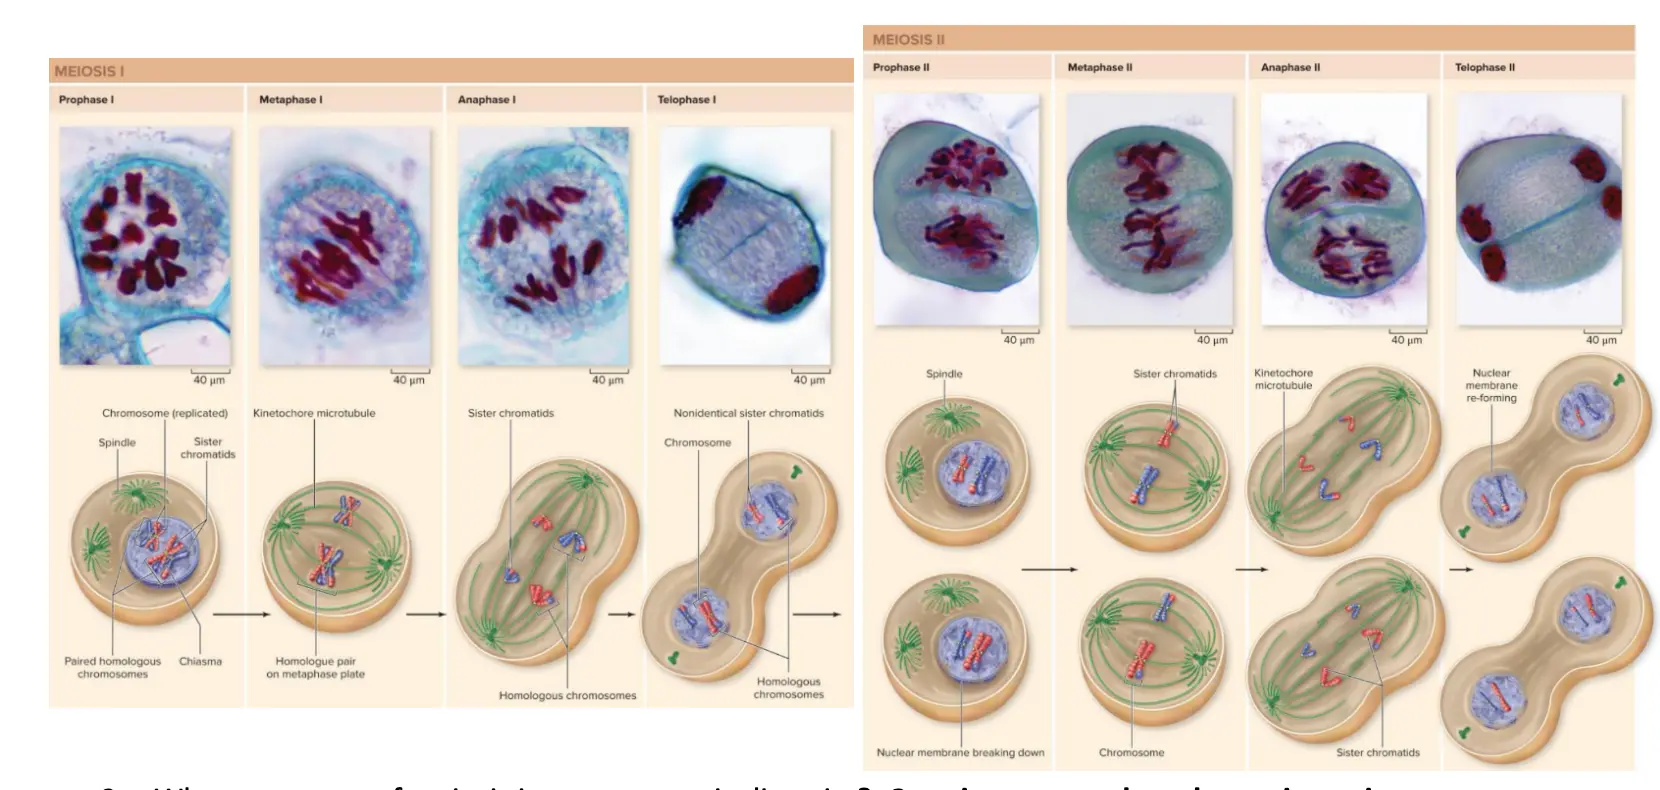 MEIOSIS I
Prophase I
Metaphase I
Anaphase I
Telophase I
40 μm
40 μm
40 μm
40 μm
Chromosome (replicated)
Spindle
Sister
chromatids
Paired homologous
chromosomes
Chiasma
Kinetochore microtubule
Homologue pair
on metaphase plate
Sister chromatids
Homologous chromosomes
Nonidentical sister chromatids
Chromosome
Homologous
chromosomes
MEIOSIS II
Prophase II
Metaphase II
Anaphase II
Telophase II
40 μm
40 μm
40 μm
40 μm
Spindle
Nuclear membrane breaking down
Sister chromatids
Chromosome
Kinetochore
microtubule
Sister chromatids
Nuclear
membrane
re-forming